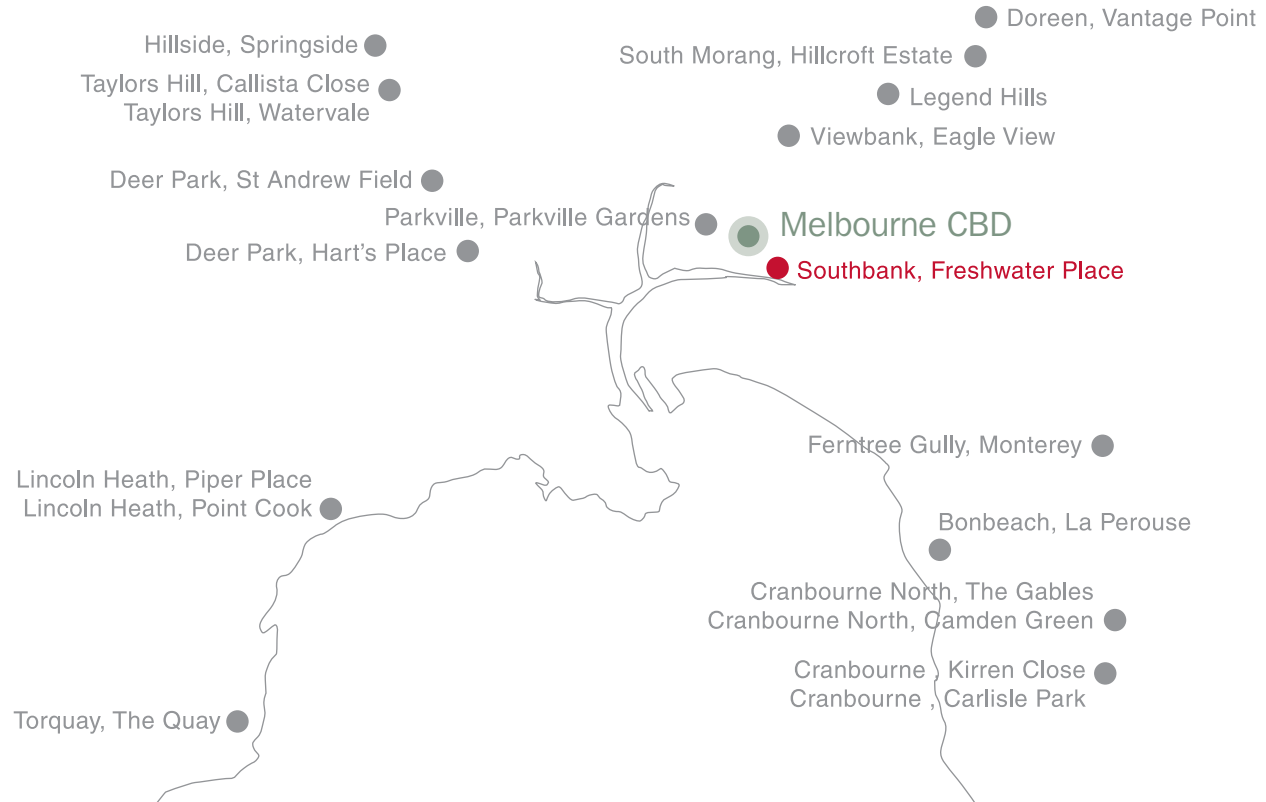 Doreen, Vantage Point
Hillside, Springside
South Morang, Hillcroft Estate
Taylors Hill, Callista Close
Taylors Hill, Watervale
Legend Hills
Viewbank, Eagle View
Deer Park, St Andrew Field
Parkville, Parkville Gardens
Melbourne CBD
Deer Park, Hart's Place
Southbank, Freshwater Place
Ferntree Gully, Monterey
Lincoln Heath, Piper Place
Lincoln Heath, Point Cook
Bonbeach, La Perouse
Cranbourne North, The Gables
Cranbourne North, Camden Green
Cranbourne , Kirren Close
Cranbourne , Carlisle Park
Torquay, The Quay